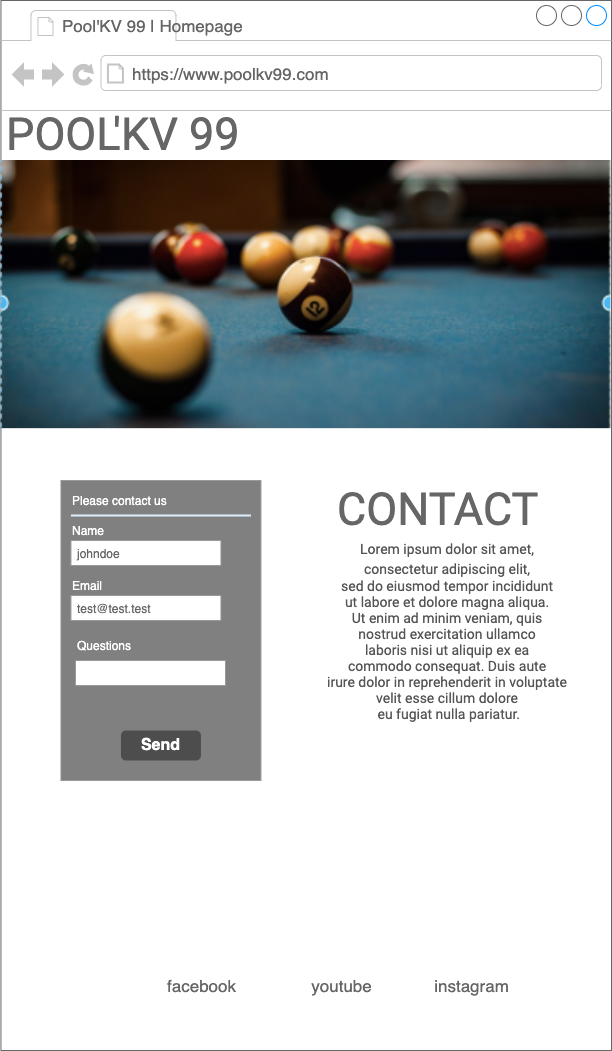 Pool'KV 99 | Homepage
https://www.poolkv99.com
POOL'KV 99
12
Please contact us
Name
johndoe
Email
test@test.test
Questions
Send
CONTACT
Lorem ipsum dolor sit amet,
consectetur adipiscing elit,
sed do eiusmod tempor incididunt
ut labore et dolore magna aliqua.
Ut enim ad minim veniam, quis
nostrud exercitation ullamco
laboris nisi ut aliquip ex ea
commodo consequat. Duis aute
irure dolor in reprehenderit in voluptate
velit esse cillum dolore
eu fugiat nulla pariatur.
facebook youtube instagram